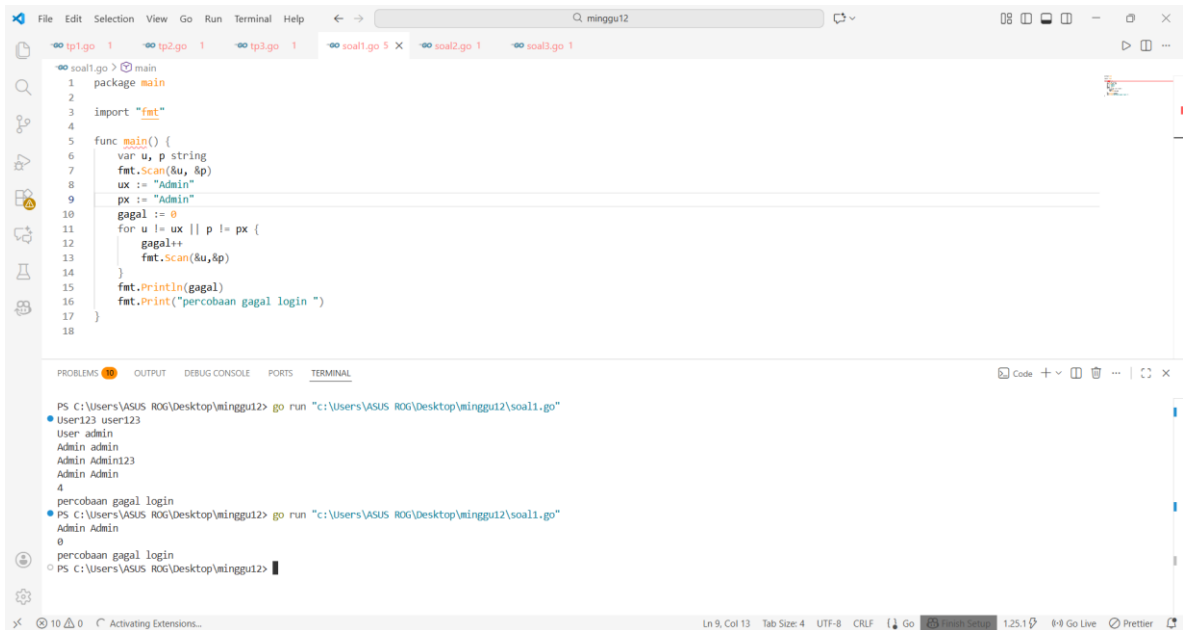 File Edit Selection View Go Run Terminal Help
minggu12
tp1.go 1 tp2.go 1 tp3.go 1 soal1.go 5 soal2.go 1 soal3.go 1
soal1.go > main
1 package main
2
3 import "fmt"
4
5 func main() {
6 var u, p string
7 fmt.Scan(&u, &p)
8 ux := "Admin"
9 px := "Admin"
10 gagal := 0
11 for u != ux || p != px {
12 gagal++
13 fmt.Scan(&u,&p)
14 }
15 fmt.Println(gagal)
16 fmt.Print("percobaan gagal login ")
17 }
18
PROBLEMS 10 OUTPUT DEBUG CONSOLE PORTS TERMINAL
Code
PS C:\Users\ASUS ROG\Desktop\minggu12> go run "c:\Users\ASUS ROG\Desktop\minggu12\soal1.go"
User123 user123
User admin
Admin admin
Admin Admin123
Admin Admin
4
percobaan gagal login
PS C:\Users\ASUS ROG\Desktop\minggu12> go run "c:\Users\ASUS ROG\Desktop\minggu12\soal1.go"
Admin Admin
0
percobaan gagal login
PS C:\Users\ASUS ROG\Desktop\minggu12>
10 0 Activating Extensions... Ln 9, Col 13 Tab Size: 4 UTF-8 CRLF Go Finish Setup 1.25.1 Go Live Prettier